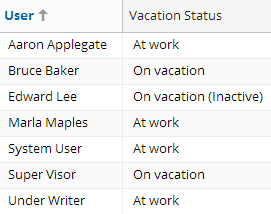 User ↑ Vacation Status
Aaron Applegate At work
Bruce Baker On vacation
Edward Lee On vacation (Inactive)
Marla Maples At work
System User At work
Super Visor On vacation
Under Writer At work